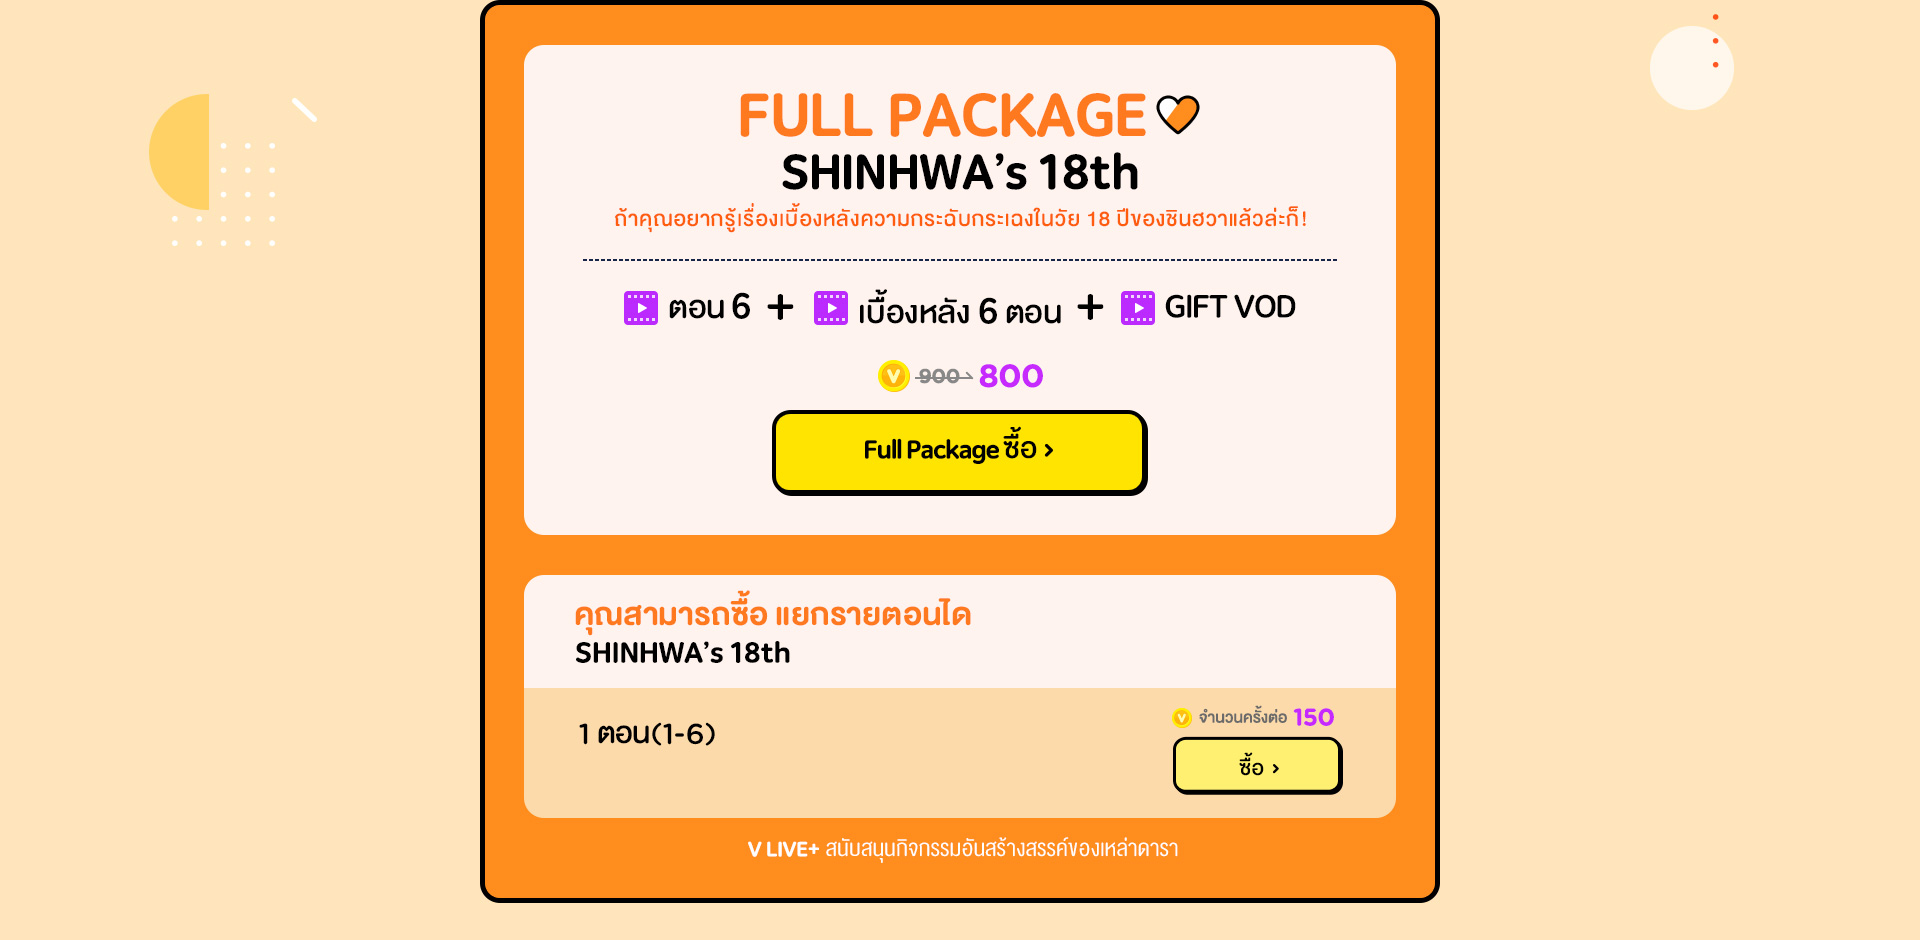 FULL PACKAGE
SHINHWA’s 18th
ถ้าคุณอยากรู้เรื่องเบื้องหลังความกระฉับกระเฉงในวัย 18 ปีของชินฮวาแล้วล่ะก็!
ตอน 6 + เบื้องหลัง 6 ตอน + GIFT VOD
V 900 > 800
Full Package ซื้อ >
คุณสามารถซื้อ แยกรายตอนได
SHINHWA’s 18th
1 ตอน(1-6)
V จำนวนครั้งต่อ 150
ซื้อ >
V LIVE+ สนับสนุนกิจกรรมอันสร้างสรรค์ของเหล่าดารา